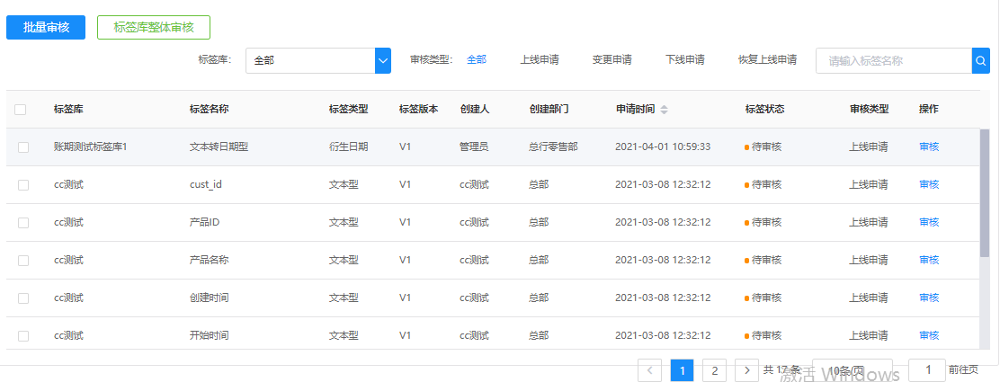 批量审核 标签库整体审核
标签库: 全部 审核类型: 全部 上线申请 变更申请 下线申请 恢复上线申请 请输入标签名称
标签库 标签名称 标签类型 标签版本 创建人 创建部门 申请时间 标签状态 审核类型 操作
账期测试标签库1 文本转日期型 衍生日期 V1 管理员 总行零售部 2021-04-01 10:59:33 待审核 上线申请 审核
cc测试 cust_id 文本型 V1 cc测试 总部 2021-03-08 12:32:12 待审核 上线申请 审核
cc测试 产品ID 文本型 V1 cc测试 总部 2021-03-08 12:32:12 待审核 上线申请 审核
cc测试 产品名称 文本型 V1 cc测试 总部 2021-03-08 12:32:12 待审核 上线申请 审核
cc测试 创建时间 文本型 V1 cc测试 总部 2021-03-08 12:32:12 待审核 上线申请 审核
cc测试 开始时间 文本型 V1 cc测试 总部 2021-03-08 12:32:12 待审核 上线申请 审核
1 2 共 17 条 10条/页 1 前往页
激活 Windows